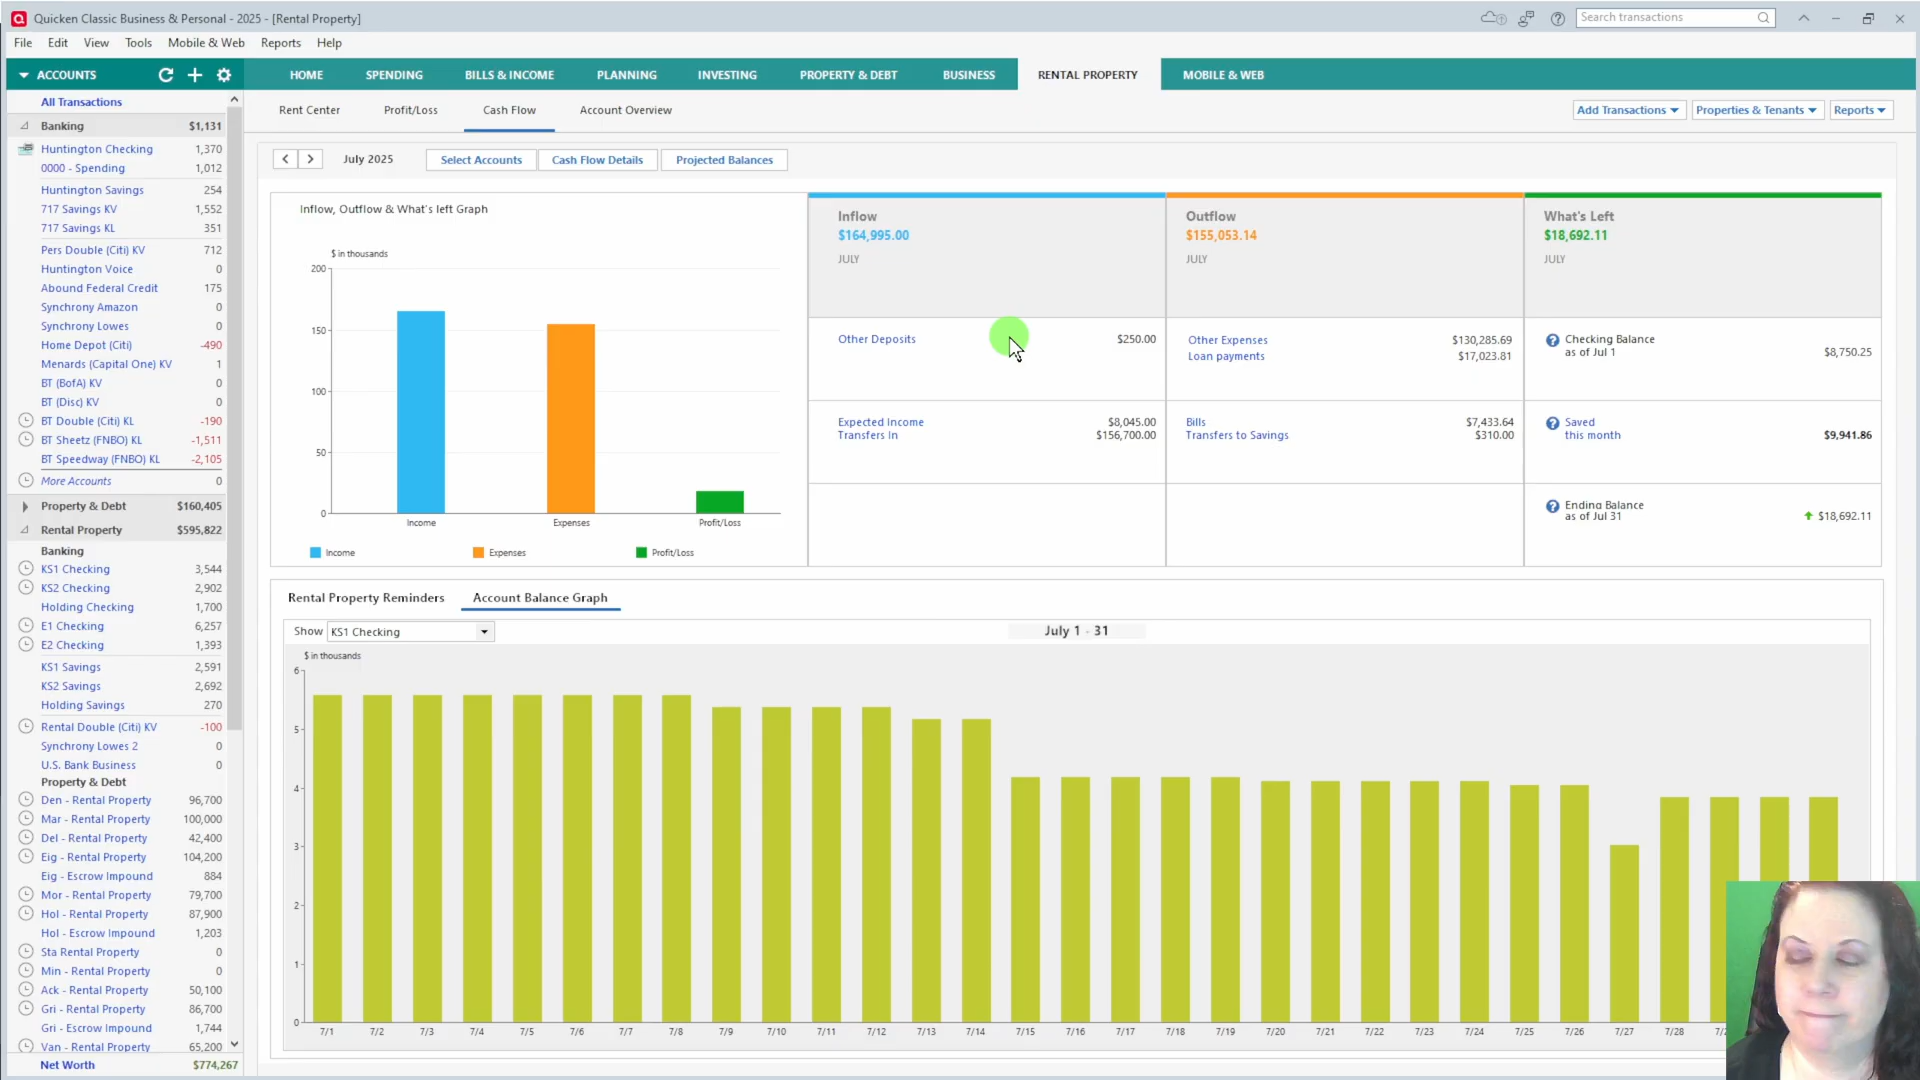 Quicken Classic Business & Personal - 2025 - [Rental Property]
Search transactions
File Edit View Tools Mobile & Web Reports Help
ACCOUNTS
HOME SPENDING BILLS & INCOME PLANNING INVESTING PROPERTY & DEBT BUSINESS RENTAL PROPERTY MOBILE & WEB
All Transactions
Rent Center Profit/Loss Cash Flow Account Overview
Add Transactions Properties & Tenants Reports
Banking $1,131
Huntington Checking 1,370
0000 - Spending 1,012
Huntington Savings 254
717 Savings KV 1,552
717 Savings KL 351
Pers Double (Citi) KV 712
Huntington Voice 0
Abound Federal Credit 175
Synchrony Amazon 0
Synchrony Lowes 0
Home Depot (Citi) -490
Menards (Capital One) KV 1
BT (BofA) KV 0
BT (Disc) KV 0
BT Double (Citi) KL -190
BT Sheetz (FNBO) KL -1,511
BT Speedway (FNBO) KL -2,105
More Accounts 0
Property & Debt $160,405
Rental Property $595,822
Banking
KS1 Checking 3,544
KS2 Checking 2,902
Holding Checking 1,700
E1 Checking 6,257
E2 Checking 1,393
KS1 Savings 2,591
KS2 Savings 2,692
Holding Savings 270
Rental Double (Citi) KV -100
Synchrony Lowes 2 0
U.S. Bank Business 0
Property & Debt
Den - Rental Property 96,700
Mar - Rental Property 100,000
Del - Rental Property 42,400
Eig - Rental Property 104,200
Eig - Escrow Impound 884
Mor - Rental Property 79,700
Hol - Rental Property 87,900
Hol - Escrow Impound 1,203
Sta Rental Property 0
Min - Rental Property 0
Ack - Rental Property 50,100
Gri - Rental Property 86,700
Gri - Escrow Impound 1,744
Van - Rental Property 65,200
Net Worth $774,267
July 2025 Select Accounts Cash Flow Details Projected Balances
Inflow, Outflow & What's left Graph
$ in thousands
200
150
100
50
0
Income Expenses Profit/Loss
Income Expenses Profit/Loss
Inflow
$164,995.00
JULY
Other Deposits $250.00
Expected Income $8,045.00
Transfers In $156,700.00
Outflow
$155,053.14
JULY
Other Expenses $130,285.69
Loan payments $17,023.81
Bills $7,433.64
Transfers to Savings $310.00
What's Left
$18,692.11
JULY
Checking Balance
as of Jul 1 $8,750.25
Saved
this month $9,941.86
Ending Balance
as of Jul 31 $18,692.11
Rental Property Reminders Account Balance Graph
Show KS1 Checking July 1 - 31
$ in thousands
6
5
4
3
2
1
0
7/1 7/2 7/3 7/4 7/5 7/6 7/7 7/8 7/9 7/10 7/11 7/12 7/13 7/14 7/15 7/16 7/17 7/18 7/19 7/20 7/21 7/22 7/23 7/24 7/25 7/26 7/27 7/28